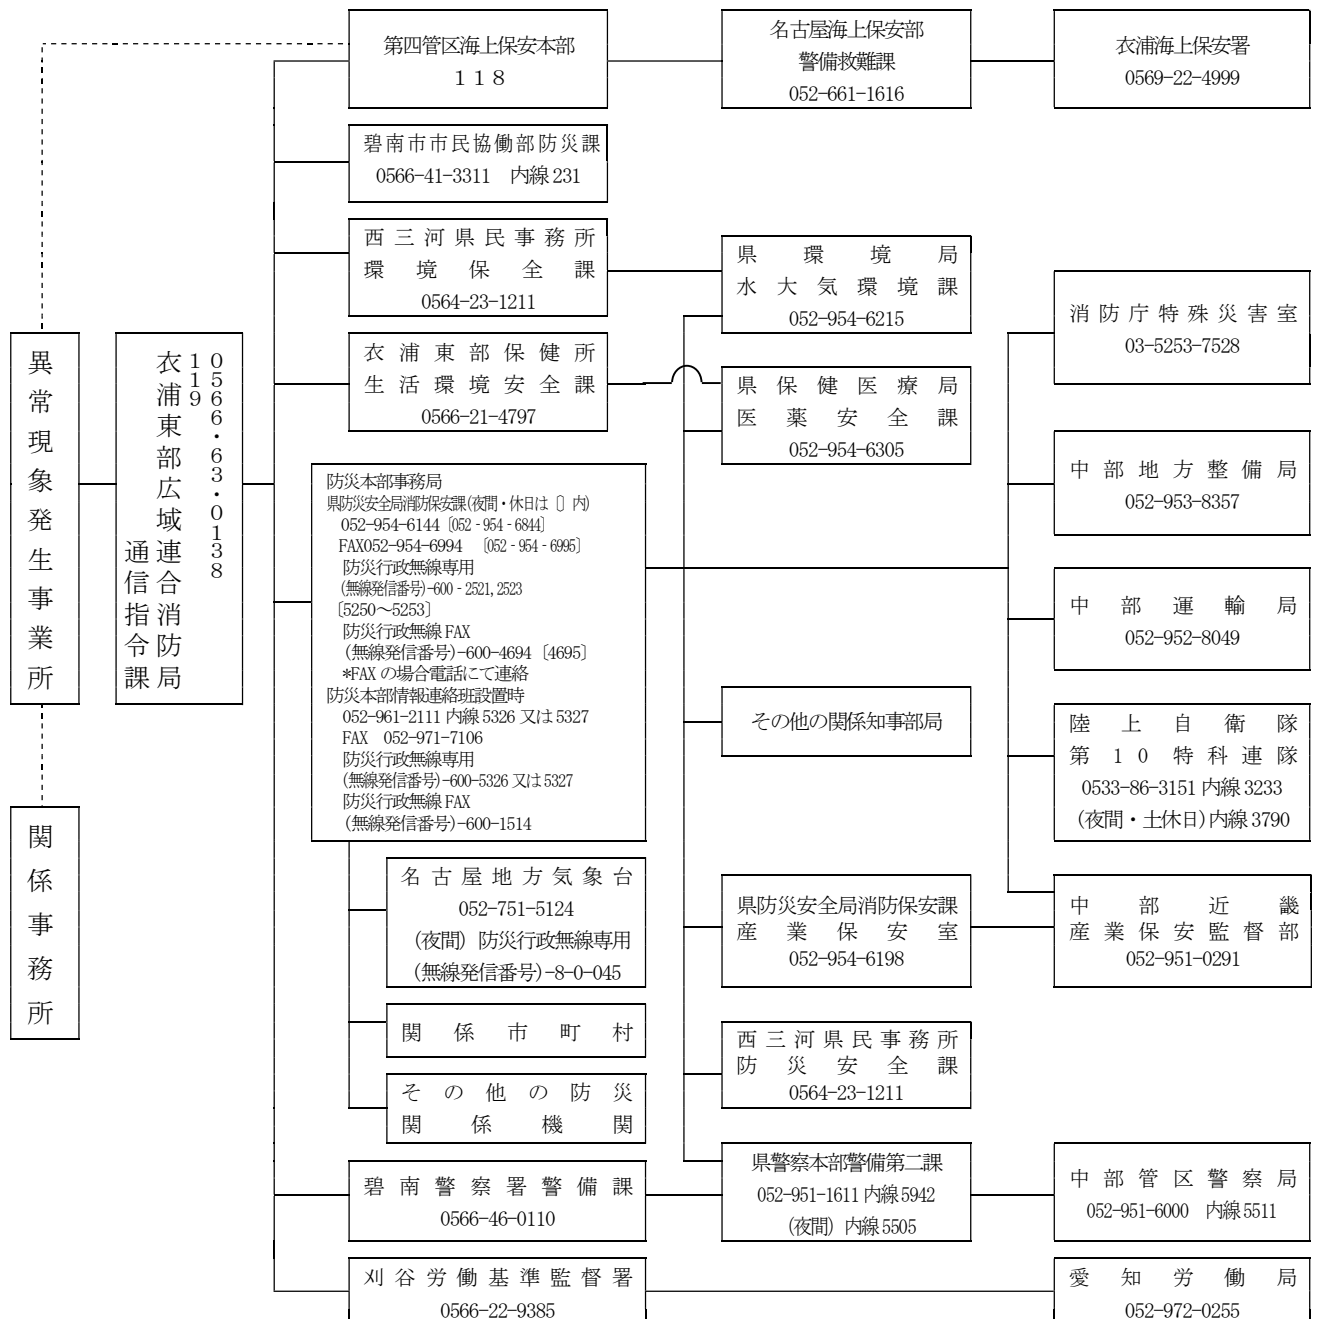 異常現象発生事業所
関係事務所
0566・63・0138
119
衣浦東部広域連合消防局
通信指令課
第四管区海上保安本部
１１８
碧南市市民協働部防災課
0566-41-3311　内線231
西三河県民事務所
環境保全課
0564-23-1211
衣浦東部保健所
生活環境安全課
0566-21-4797
防災本部事務局
県防災安全局消防保安課(夜間・休日は〔〕内)
052-954-6144〔052‐954‐6844〕
FAX052-954-6994　〔052‐954‐6995〕
防災行政無線専用
(無線発信番号)-600‐2521,2523
〔5250～5253〕
防災行政無線FAX
(無線発信番号)-600-4694〔4695〕
*FAXの場合電話にて連絡
防災本部情報連絡班設置時
052-961-2111 内線5326又は5327
FAX　052-971-7106
防災行政無線専用
(無線発信番号)-600-5326又は5327
防災行政無線FAX
(無線発信番号)-600-1514
名古屋地方気象台
052-751-5124
(夜間) 防災行政無線専用
(無線発信番号)-8-0-045
関係市町村
その他の防災
関係機関
碧南警察署警備課
0566-46-0110
刈谷労働基準監督署
0566-22-9385
名古屋海上保安部
警備救難課
052-661-1616
県環境局
水大気環境課
052-954-6215
県保健医療局
医薬安全課
052-954-6305
その他の関係知事部局
県防災安全局消防保安課
産業保安室
052-954-6198
西三河県民事務所
防災安全課
0564-23-1211
県警察本部警備第二課
052-951-1611 内線5942
(夜間) 内線5505
衣浦海上保安署
0569-22-4999
消防庁特殊災害室
03-5253-7528
中部地方整備局
052-953-8357
中部運輸局
052-952-8049
陸上自衛隊
第10特科連隊
0533-86-3151 内線3233
(夜間・土休日)内線3790
中部近畿
産業保安監督部
052-951-0291
中部管区警察局
052-951-6000　内線5511
愛知労働局
052-972-0255